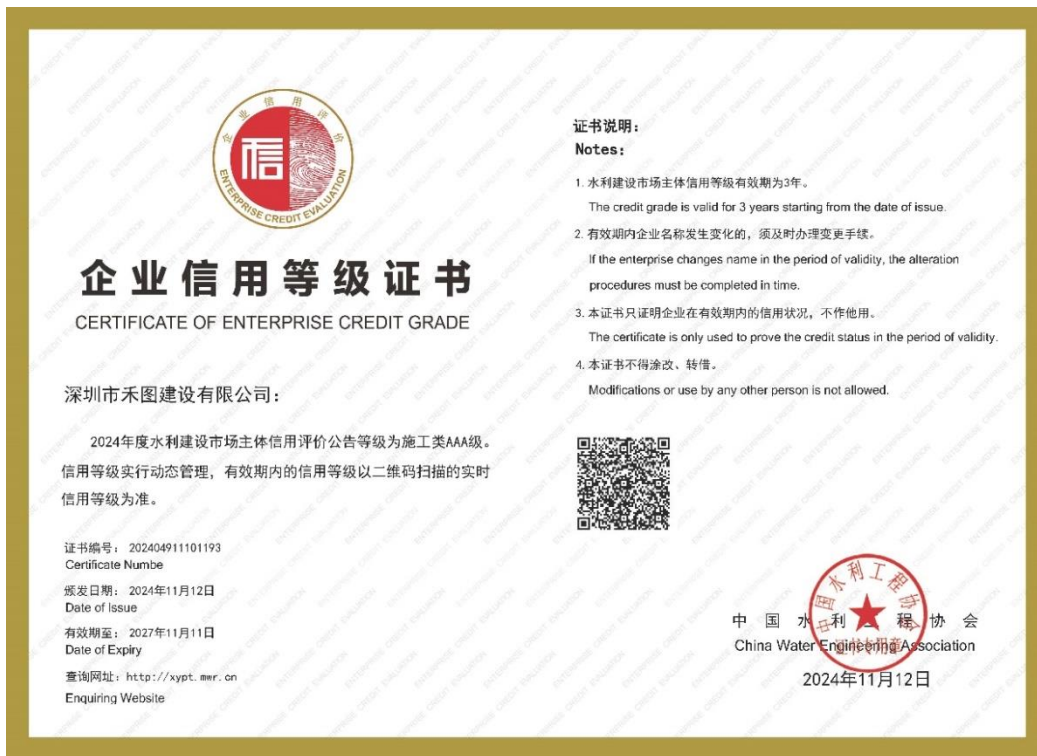 企业信用评价
ENTERPRISE CREDIT EVALUATION
企业信用等级证书
CERTIFICATE OF ENTERPRISE CREDIT GRADE
深圳市禾图建设有限公司：
2024年度水利建设市场主体信用评价公告等级为施工类AAA级。
信用等级实行动态管理，有效期内的信用等级以二维码扫描的实时
信用等级为准。
证书编号： 202404911101193
Certificate Numbe
颁发日期： 2024年11月12日
Date of Issue
有效期至： 2027年11月11日
Date of Expiry
查询网址：http://xypt.mwr.cn
Enquiring Website
证书说明：
Notes：
1. 水利建设市场主体信用等级有效期为3年。
The credit grade is valid for 3 years starting from the date of issue.
2. 有效期内企业名称发生变化的，须及时办理变更手续。
If the enterprise changes name in the period of validity, the alteration
procedures must be completed in time.
3. 本证书只证明企业在有效期内的信用状况，不作他用。
The certificate is only used to prove the credit status in the period of validity.
4. 本证书不得涂改、转借。
Modifications or use by any other person is not allowed.
中国水利工程协会
China Water Engineering Association
2024年11月12日
中国水利工程协会
证书专用章